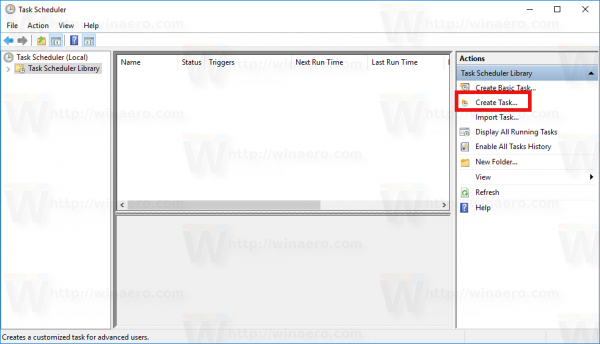 Task Scheduler
File Action View Help
Task Scheduler (Local)
Task Scheduler Library
Name Status Triggers Next Run Time Last Run Time
Actions
Task Scheduler Library
Create Basic Task...
Create Task...
Import Task...
Display All Running Tasks
Enable All Tasks History
New Folder...
View
Refresh
Help
Creates a customized task for advanced users.
W http://winaero.com